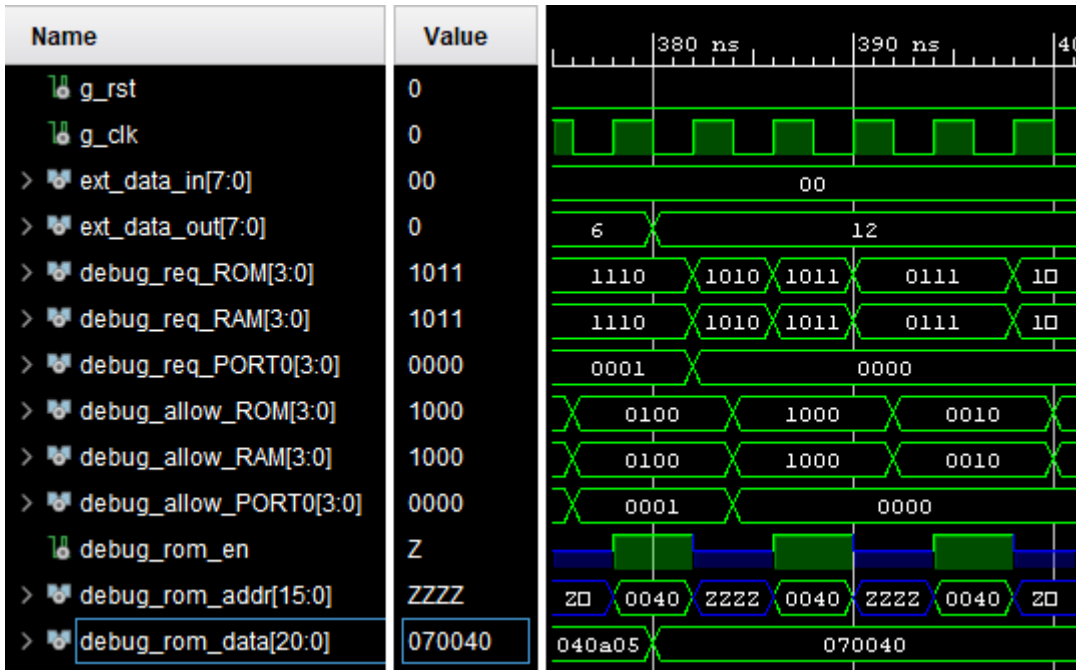 Name Value 380 ns 390 ns 40
g_rst 0
g_clk 0
ext_data_in[7:0] 00 00
ext_data_out[7:0] 0 6 12
debug_req_ROM[3:0] 1011 1110 1010 1011 0111 10
debug_req_RAM[3:0] 1011 1110 1010 1011 0111 10
debug_req_PORT0[3:0] 0000 0001 0000
debug_allow_ROM[3:0] 1000 0100 1000 0010
debug_allow_RAM[3:0] 1000 0100 1000 0010
debug_allow_PORT0[3:0] 0000 0001 0000
debug_rom_en Z
debug_rom_addr[15:0] ZZZZ Z 0040 ZZZZ 0040 ZZZZ 0040 Z
debug_rom_data[20:0] 070040 040a05 070040